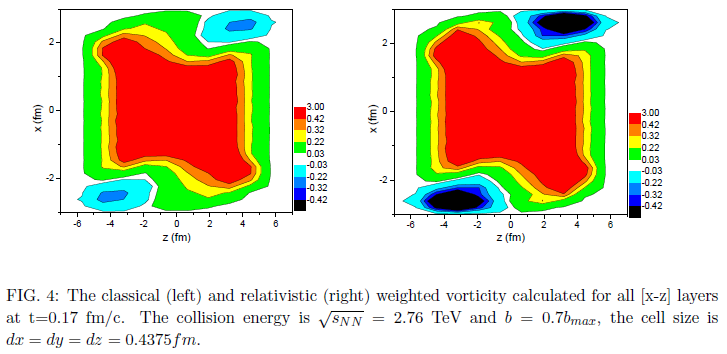 x (fm)
2
0
-2
-6 -4 -2 0 2 4 6
z (fm)
3.00
0.42
0.32
0.22
0.03
-0.03
-0.22
-0.32
-0.42
x (fm)
2
0
-2
-6 -4 -2 0 2 4 6
z (fm)
3.00
0.42
0.32
0.22
0.03
-0.03
-0.22
-0.32
-0.42
FIG. 4: The classical (left) and relativistic (right) weighted vorticity calculated for all [x-z] layers
at t=0.17 fm/c. The collision energy is √sNN = 2.76 TeV and b = 0.7bmax, the cell size is
dx = dy = dz = 0.4375fm.